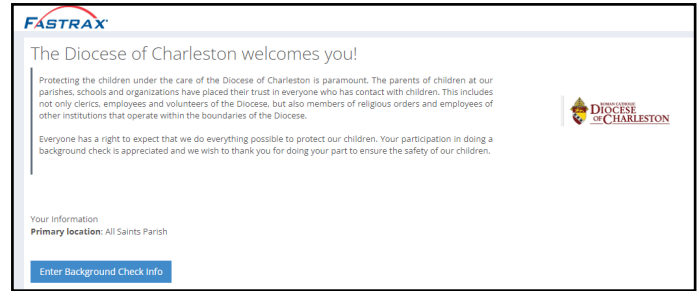 FASTRAX
The Diocese of Charleston welcomes you!
Protecting the children under the care of the Diocese of Charleston is paramount. The parents of children at our
parishes, schools and organizations have placed their trust in everyone who has contact with children. This includes
not only clerics, employees and volunteers of the Diocese, but also members of religious orders and employees of
other institutions that operate within the boundaries of the Diocese.
ROMAN CATHOLIC
DIOCESE
OF CHARLESTON
Everyone has a right to expect that we do everything possible to protect our children. Your participation in doing a
background check is appreciated and we wish to thank you for doing your part to ensure the safety of our children.
Your Information
Primary location: All Saints Parish
Enter Background Check Info